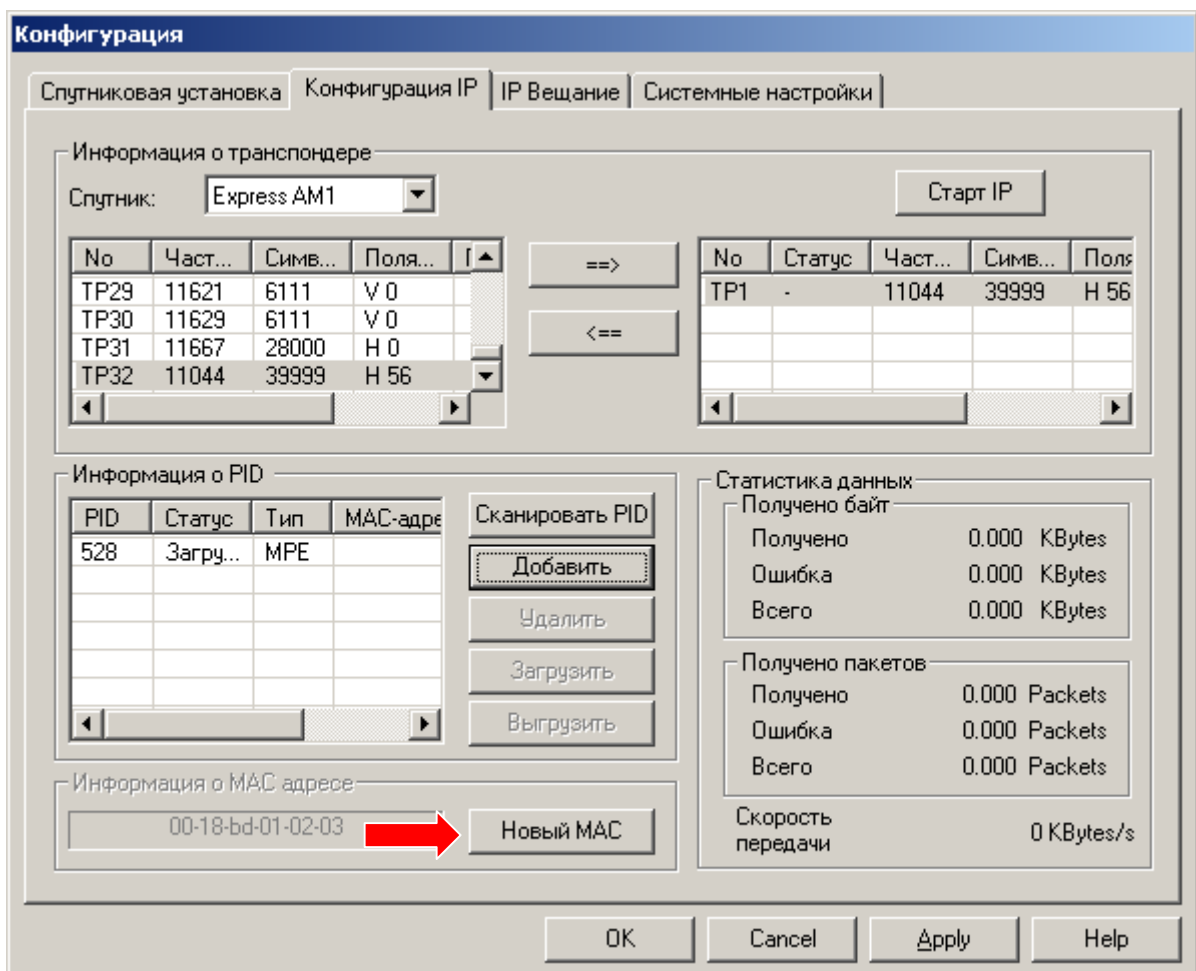 Конфигурация
Спутниковая установка Конфигурация IP IP Вещание Системные настройки
Информация о транспондере
Спутник: Express AM1
Старт IP
No Част... Симв... Поля...
TP29 11621 6111 V 0
TP30 11629 6111 V 0
TP31 11667 28000 H 0
TP32 11044 39999 H 56
==>
<==
No Статус Част... Симв... Поля
TP1 - 11044 39999 H 56
Информация о PID
PID Статус Тип MAC-адре
528 Загру... MPE
Сканировать PID
Добавить
Удалить
Загрузить
Выгрузить
Информация о MAC адресе
00-18-bd-01-02-03
Новый MAC
Статистика данных
Получено байт
Получено 0.000 KBytes
Ошибка 0.000 KBytes
Всего 0.000 KBytes
Получено пакетов
Получено 0.000 Packets
Ошибка 0.000 Packets
Всего 0.000 Packets
Скорость
передачи 0 KBytes/s
OK Cancel Apply Help